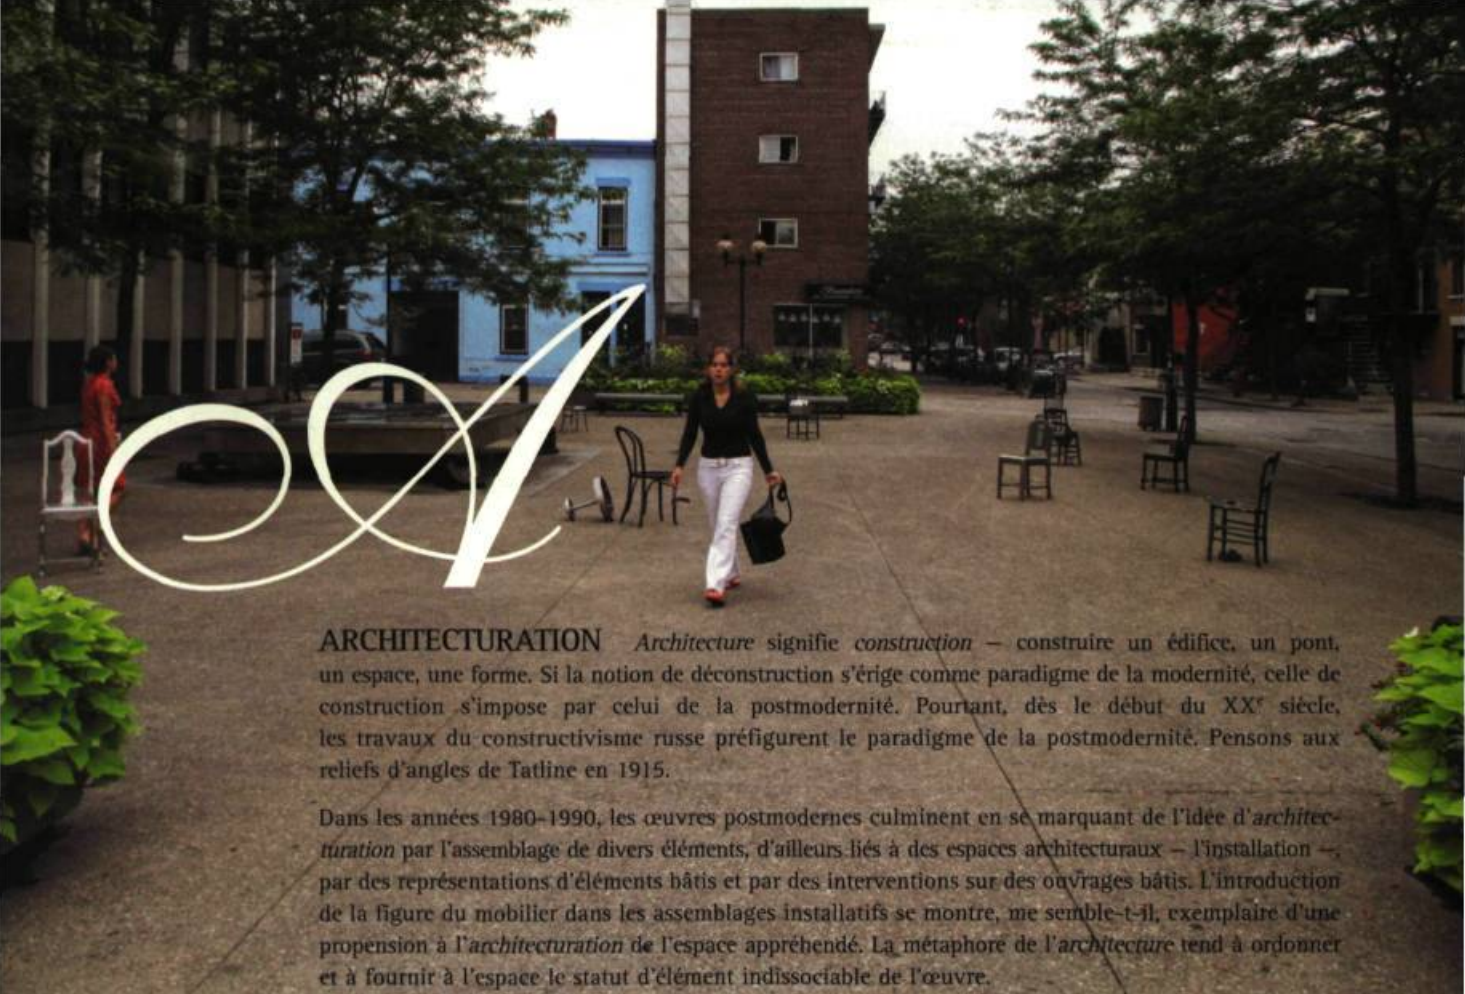 A
ARCHITECTURATION Architecture signifie construction – construire un édifice, un pont,
un espace, une forme. Si la notion de déconstruction s'érige comme paradigme de la modernité, celle de
construction s'impose par celui de la postmodernité. Pourtant, dès le début du XXe siècle,
les travaux du constructivisme russe préfigurent le paradigme de la postmodernité. Pensons aux
reliefs d'angles de Tatline en 1915.
Dans les années 1980-1990, les œuvres postmodernes culminent en se marquant de l'idée d'architec-
turation par l'assemblage de divers éléments, d'ailleurs liés à des espaces architecturaux – l'installation –,
par des représentations d'éléments bâtis et par des interventions sur des ouvrages bâtis. L'introduction
de la figure du mobilier dans les assemblages installatifs se montre, me semble-t-il, exemplaire d'une
propension à l'architecturation de l'espace appréhendé. La métaphore de l'architecture tend à ordonner
et à fournir à l'espace le statut d'élément indissociable de l'œuvre.